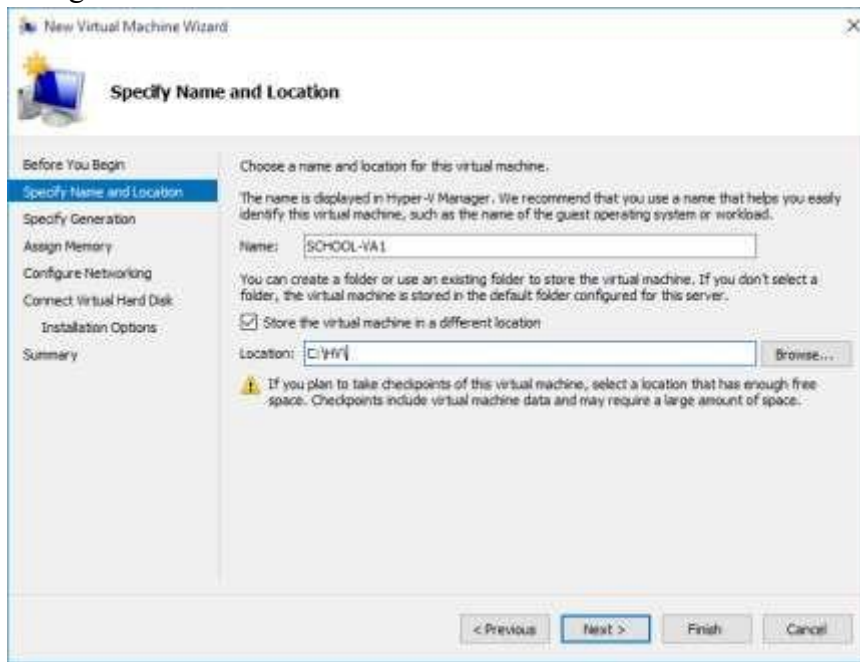 New Virtual Machine Wizard
Specify Name and Location
Before You Begin
Specify Name and Location
Specify Generation
Assign Memory
Configure Networking
Connect Virtual Hard Disk
Installation Options
Summary
Choose a name and location for this virtual machine.
The name is displayed in Hyper-V Manager. We recommend that you use a name that helps you easily
identify this virtual machine, such as the name of the guest operating system or workload.
Name: SCHOOL-VA1
You can create a folder or use an existing folder to store the virtual machine. If you don't select a
folder, the virtual machine is stored in the default folder configured for this server.
Store the virtual machine in a different location
Location: C:\HV\
Browse...
If you plan to take checkpoints of this virtual machine, select a location that has enough free
space. Checkpoints include virtual machine data and may require a large amount of space.
< Previous
Next >
Finish
Cancel